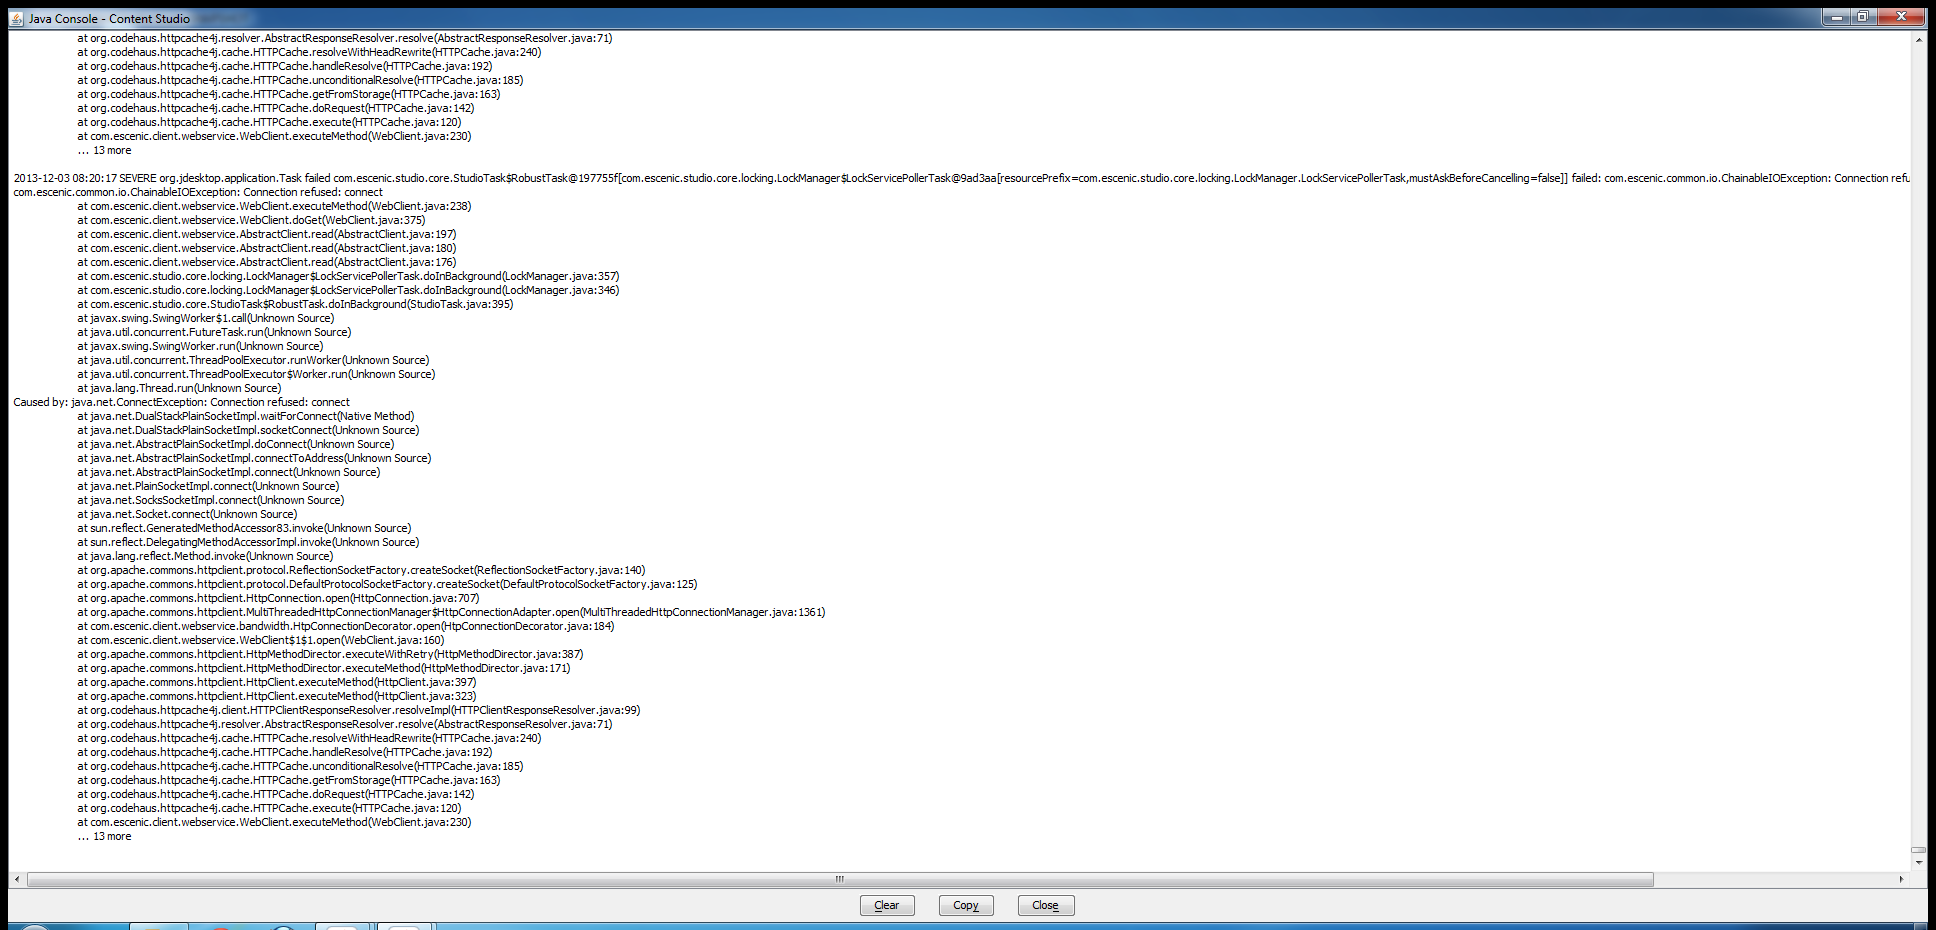 Java Console - Content Studio
at org.codehaus.httpcache4j.resolver.AbstractResponseResolver.resolve(AbstractResponseResolver.java:71)
at org.codehaus.httpcache4j.cache.HTTPCache.resolveWithHeadRewrite(HTTPCache.java:240)
at org.codehaus.httpcache4j.cache.HTTPCache.handleResolve(HTTPCache.java:192)
at org.codehaus.httpcache4j.cache.HTTPCache.unconditionalResolve(HTTPCache.java:185)
at org.codehaus.httpcache4j.cache.HTTPCache.getFromStorage(HTTPCache.java:163)
at org.codehaus.httpcache4j.cache.HTTPCache.doRequest(HTTPCache.java:142)
at org.codehaus.httpcache4j.cache.HTTPCache.execute(HTTPCache.java:120)
at com.escenic.client.webservice.WebClient.executeMethod(WebClient.java:230)
... 13 more
2013-12-03 08:20:17 SEVERE org.jdesktop.application.Task failed com.escenic.studio.core.StudioTask$RobustTask@197755f[com.escenic.studio.core.locking.LockManager$LockServicePollerTask@9ad3aa[resourcePrefix=com.escenic.studio.core.locking.LockManager.LockServicePollerTask,mustAskBeforeCancelling=false]] failed: com.escenic.common.io.ChainableIOException: Connection refu
com.escenic.common.io.ChainableIOException: Connection refused: connect
at com.escenic.client.webservice.WebClient.executeMethod(WebClient.java:238)
at com.escenic.client.webservice.WebClient.doGet(WebClient.java:375)
at com.escenic.client.webservice.AbstractClient.read(AbstractClient.java:197)
at com.escenic.client.webservice.AbstractClient.read(AbstractClient.java:180)
at com.escenic.client.webservice.AbstractClient.read(AbstractClient.java:176)
at com.escenic.studio.core.locking.LockManager$LockServicePollerTask.doInBackground(LockManager.java:357)
at com.escenic.studio.core.locking.LockManager$LockServicePollerTask.doInBackground(LockManager.java:346)
at com.escenic.studio.core.StudioTask$RobustTask.doInBackground(StudioTask.java:395)
at javax.swing.SwingWorker$1.call(Unknown Source)
at java.util.concurrent.FutureTask.run(Unknown Source)
at javax.swing.SwingWorker.run(Unknown Source)
at java.util.concurrent.ThreadPoolExecutor.runWorker(Unknown Source)
at java.util.concurrent.ThreadPoolExecutor$Worker.run(Unknown Source)
at java.lang.Thread.run(Unknown Source)
Caused by: java.net.ConnectException: Connection refused: connect
at java.net.DualStackPlainSocketImpl.waitForConnect(Native Method)
at java.net.DualStackPlainSocketImpl.socketConnect(Unknown Source)
at java.net.AbstractPlainSocketImpl.doConnect(Unknown Source)
at java.net.AbstractPlainSocketImpl.connectToAddress(Unknown Source)
at java.net.AbstractPlainSocketImpl.connect(Unknown Source)
at java.net.PlainSocketImpl.connect(Unknown Source)
at java.net.SocksSocketImpl.connect(Unknown Source)
at java.net.Socket.connect(Unknown Source)
at sun.reflect.GeneratedMethodAccessor83.invoke(Unknown Source)
at sun.reflect.DelegatingMethodAccessorImpl.invoke(Unknown Source)
at java.lang.reflect.Method.invoke(Unknown Source)
at org.apache.commons.httpclient.protocol.ReflectionSocketFactory.createSocket(ReflectionSocketFactory.java:140)
at org.apache.commons.httpclient.protocol.DefaultProtocolSocketFactory.createSocket(DefaultProtocolSocketFactory.java:125)
at org.apache.commons.httpclient.HttpConnection.open(HttpConnection.java:707)
at org.apache.commons.httpclient.MultiThreadedHttpConnectionManager$HttpConnectionAdapter.open(MultiThreadedHttpConnectionManager.java:1361)
at com.escenic.client.webservice.bandwidth.HtpConnectionDecorator.open(HtpConnectionDecorator.java:184)
at com.escenic.client.webservice.WebClient$1$1.open(WebClient.java:160)
at org.apache.commons.httpclient.HttpMethodDirector.executeWithRetry(HttpMethodDirector.java:387)
at org.apache.commons.httpclient.HttpMethodDirector.executeMethod(HttpMethodDirector.java:171)
at org.apache.commons.httpclient.HttpClient.executeMethod(HttpClient.java:397)
at org.apache.commons.httpclient.HttpClient.executeMethod(HttpClient.java:323)
at org.codehaus.httpcache4j.client.HTTPClientResponseResolver.resolveImpl(HTTPClientResponseResolver.java:99)
at org.codehaus.httpcache4j.resolver.AbstractResponseResolver.resolve(AbstractResponseResolver.java:71)
at org.codehaus.httpcache4j.cache.HTTPCache.resolveWithHeadRewrite(HTTPCache.java:240)
at org.codehaus.httpcache4j.cache.HTTPCache.handleResolve(HTTPCache.java:192)
at org.codehaus.httpcache4j.cache.HTTPCache.unconditionalResolve(HTTPCache.java:185)
at org.codehaus.httpcache4j.cache.HTTPCache.getFromStorage(HTTPCache.java:163)
at org.codehaus.httpcache4j.cache.HTTPCache.doRequest(HTTPCache.java:142)
at org.codehaus.httpcache4j.cache.HTTPCache.execute(HTTPCache.java:120)
at com.escenic.client.webservice.WebClient.executeMethod(WebClient.java:230)
... 13 more
Clear Copy Close